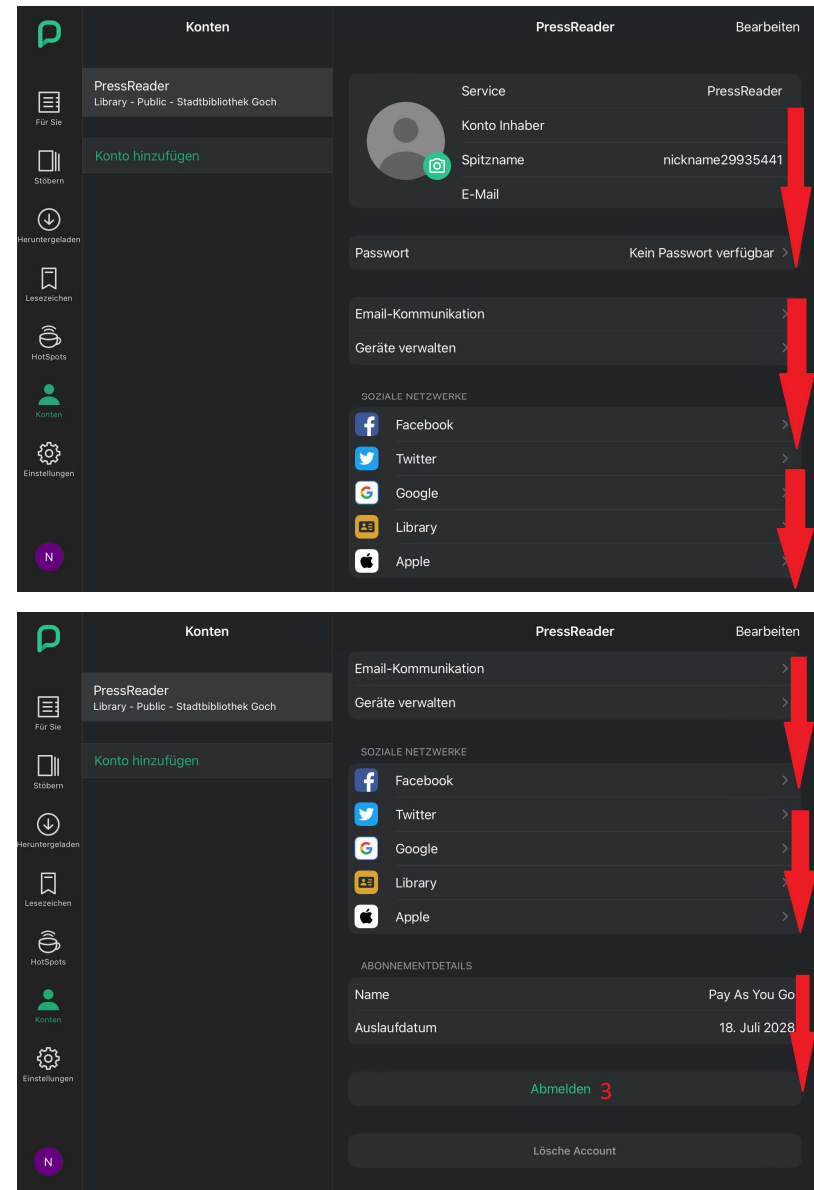 Konten
PressReader
Bearbeiten
PressReader
Library - Public - Stadtbibliothek Goch
Konto hinzufügen
Für Sie
Stöbern
Heruntergeladen
Lesezeichen
HotSpots
Konten
Einstellungen
N
Service PressReader
Konto Inhaber
Spitzname nickname29935441
E-Mail
Passwort Kein Passwort verfügbar
Email-Kommunikation
Geräte verwalten
SOZIALE NETZWERKE
Facebook
Twitter
Google
Library
Apple
Konten
PressReader
Bearbeiten
PressReader
Library - Public - Stadtbibliothek Goch
Konto hinzufügen
Für Sie
Stöbern
Heruntergeladen
Lesezeichen
HotSpots
Konten
Einstellungen
N
Email-Kommunikation
Geräte verwalten
SOZIALE NETZWERKE
Facebook
Twitter
Google
Library
Apple
ABONNEMENTDETAILS
Name Pay As You Go
Auslaufdatum 18. Juli 2028
Abmelden 3
Lösche Account